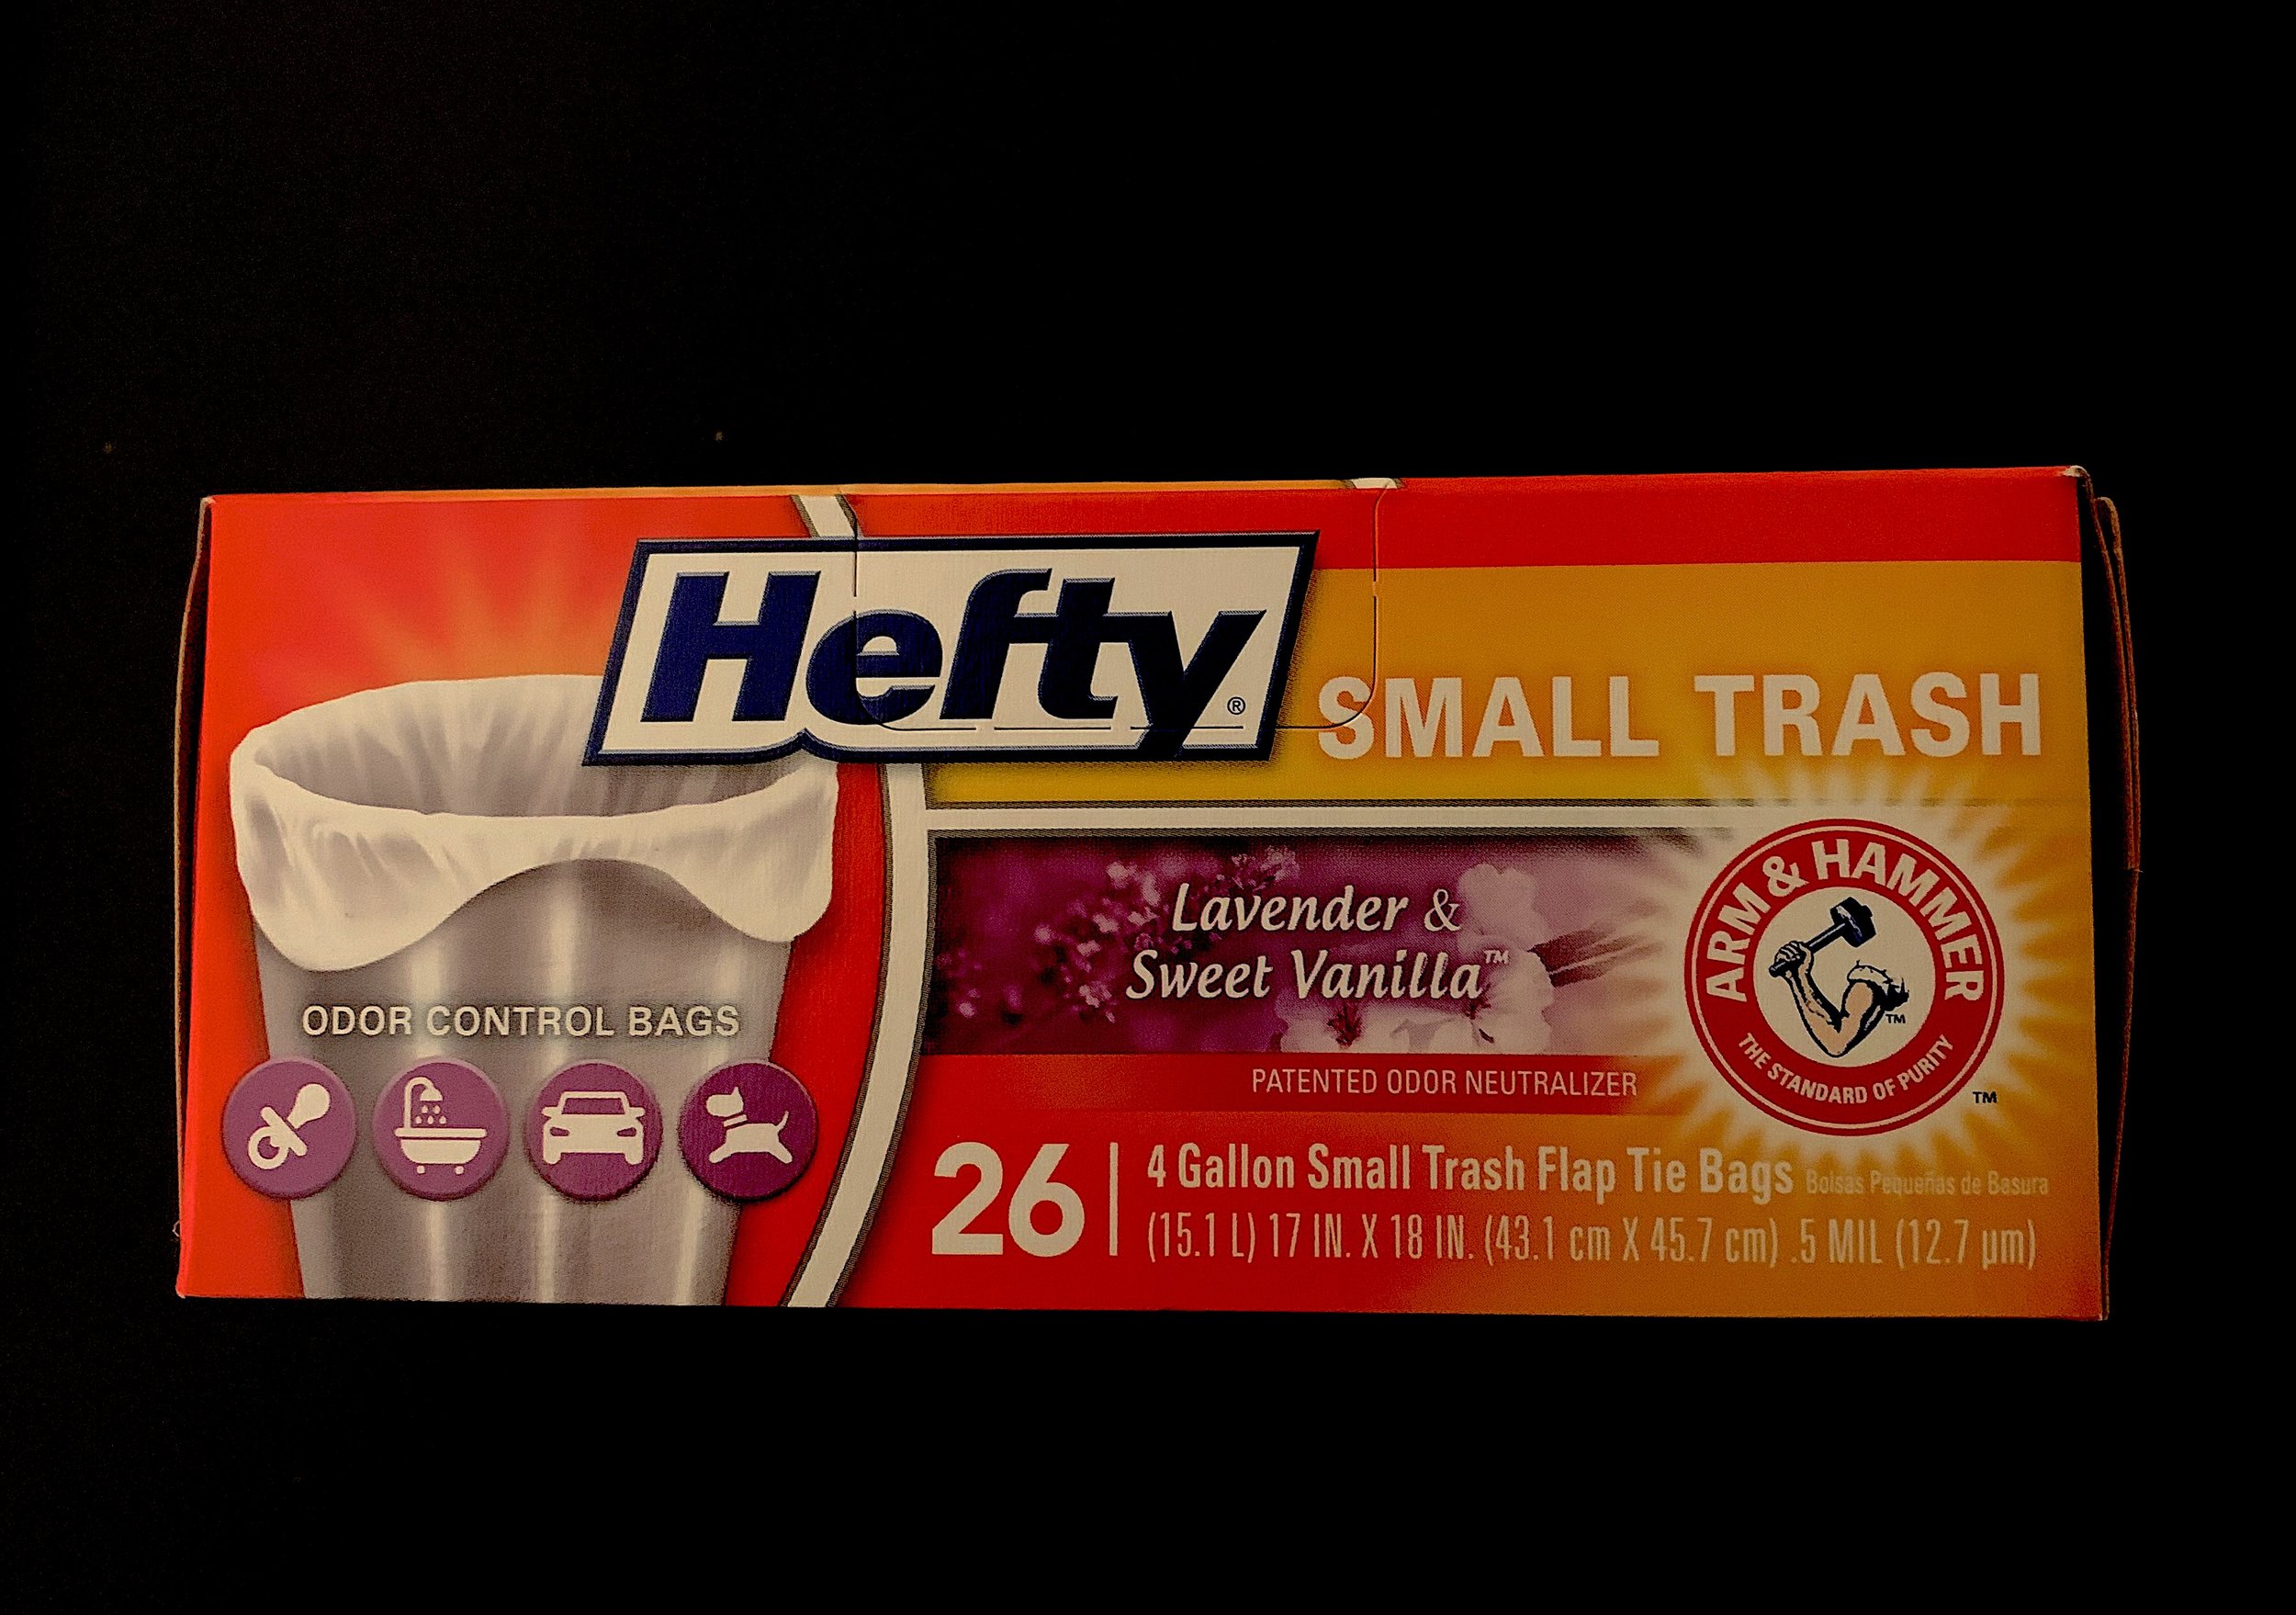 Hefty®
SMALL TRASH
Lavender &
Sweet Vanilla™
ARM & HAMMER
™
THE STANDARD OF PURITY
™
PATENTED ODOR NEUTRALIZER
ODOR CONTROL BAGS
26
4 Gallon Small Trash Flap Tie Bags Bolsas Pequeñas de Basura
(15.1 L) 17 IN. X 18 IN. (43.1 cm X 45.7 cm) .5 MIL (12.7 µm)